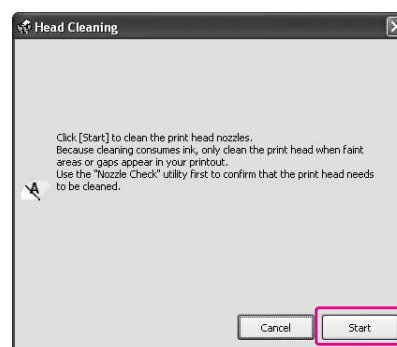 Head Cleaning
Click [Start] to clean the print head nozzles.
Because cleaning consumes ink, only clean the print head when faint
areas or gaps appear in your printout.
Use the "Nozzle Check" utility first to confirm that the print head needs
to be cleaned.
A
Cancel Start